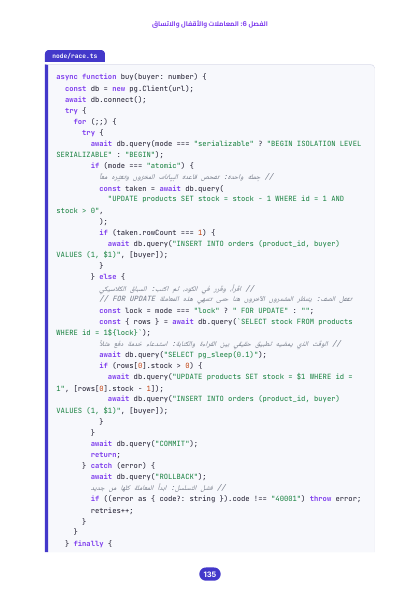 الفصل 6: المعاملات والأقفال والاتساق
node/race.ts
async function buy(buyer: number) {
const db = new pg.Client(url);
await db.connect();
try {
for (;;) {
try {
await db.query(mode === "serializable" ? "BEGIN ISOLATION LEVEL
SERIALIZABLE" : "BEGIN");
if (mode === "atomic") {
// جملة واحدة: تفحص قاعدة البيانات المخزون وتغيره معاً
const taken = await db.query(
"UPDATE products SET stock = stock - 1 WHERE id = 1 AND
stock > 0",
);
if (taken.rowCount === 1) {
await db.query("INSERT INTO orders (product_id, buyer)
VALUES (1, $1)", [buyer]);
}
} else {
// اقرأ، وقرر في الكود، ثم اكتب: السباق الكلاسيكي
// FOR UPDATE تقفل الصف: ينتظر المشترون الآخرون هنا حتى تنتهي هذه المعاملة
const lock = mode === "lock" ? " FOR UPDATE" : "";
const { rows } = await db.query(`SELECT stock FROM products
WHERE id = 1${lock}`);
// الوقت الذي يمضيه تطبيق حقيقي بين القراءة والكتابة: استدعاء خدمة دفع مثلاً
await db.query("SELECT pg_sleep(0.1)");
if (rows[0].stock > 0) {
await db.query("UPDATE products SET stock = $1 WHERE id =
1", [rows[0].stock - 1]);
await db.query("INSERT INTO orders (product_id, buyer)
VALUES (1, $1)", [buyer]);
}
}
await db.query("COMMIT");
return;
} catch (error) {
await db.query("ROLLBACK");
// فشل التسلسل: ابدأ المعاملة كلها من جديد
if ((error as { code?: string }).code !== "40001") throw error;
retries++;
}
}
} finally {
135